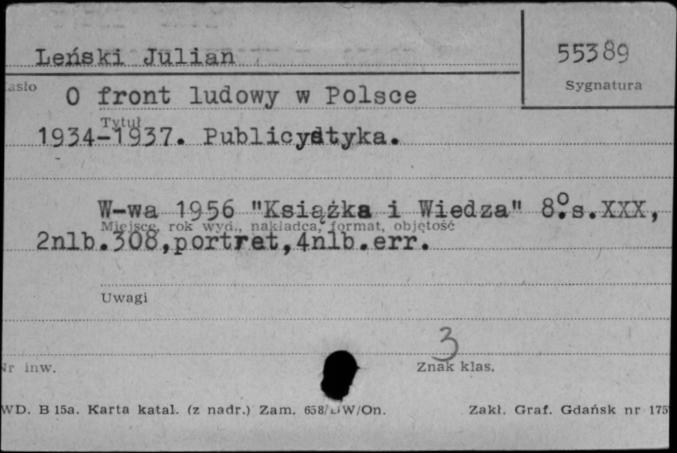 Leński Julian
55389
Sygnatura
O front ludowy w Polsce
Tytuł
1934-1937. Publicystyka.
W-wa 1956 "Książka i Wiedza" 8° s.XXX,
Miejsce, rok wyd., nakładca, format, objętość
2nlb.308,portret,4nlb.err.
Uwagi
3
Nr inw.
Znak klas.
WD. B 15a. Karta katal. (z nadr.) Zam. 658/ W/On.
Zakł. Graf. Gdańsk nr 175